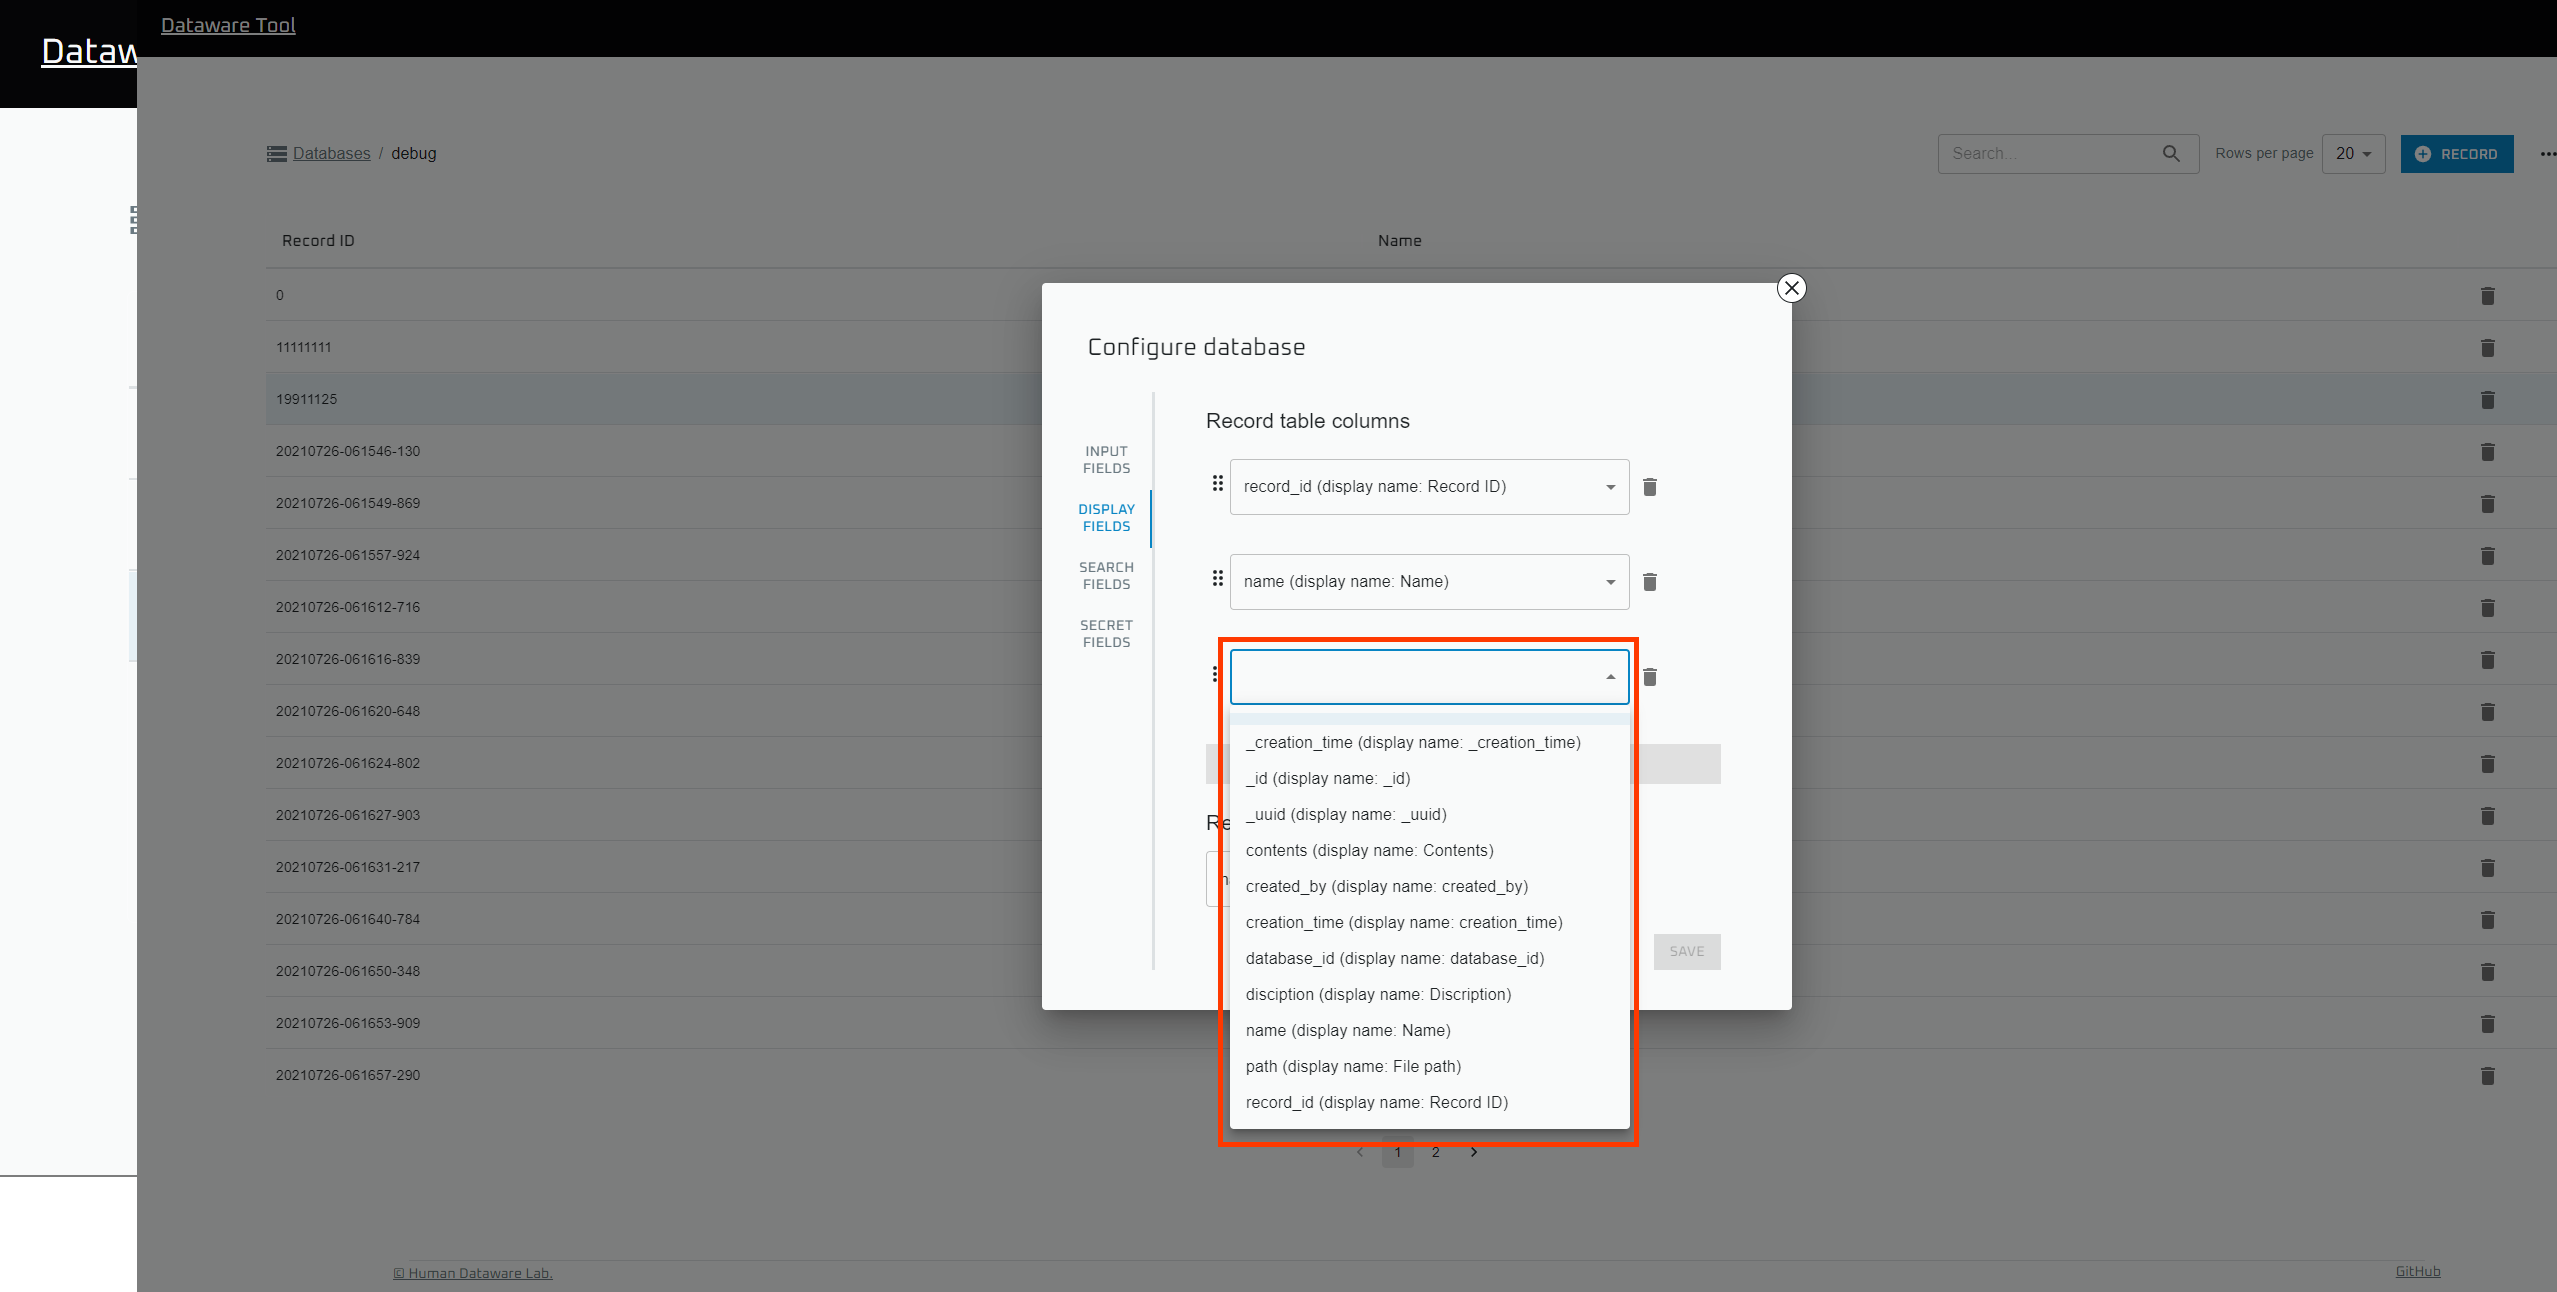 Dataw
Dataware Tool
Databases / debug
Search...
Rows per page
20
RECORD
Record ID
Name
0
11111111
19911125
20210726-061546-130
20210726-061549-869
20210726-061557-924
20210726-061612-716
20210726-061616-839
20210726-061620-648
20210726-061624-802
20210726-061627-903
20210726-061631-217
20210726-061640-784
20210726-061650-348
20210726-061653-909
20210726-061657-290
Configure database
INPUT
FIELDS
DISPLAY
FIELDS
SEARCH
FIELDS
SECRET
FIELDS
Record table columns
record_id (display name: Record ID)
name (display name: Name)
_creation_time (display name: _creation_time)
_id (display name: _id)
_uuid (display name: _uuid)
contents (display name: Contents)
created_by (display name: created_by)
creation_time (display name: creation_time)
database_id (display name: database_id)
disciption (display name: Discription)
name (display name: Name)
path (display name: File path)
record_id (display name: Record ID)
Re
SAVE
1
2
© Human Dataware Lab.
GitHub